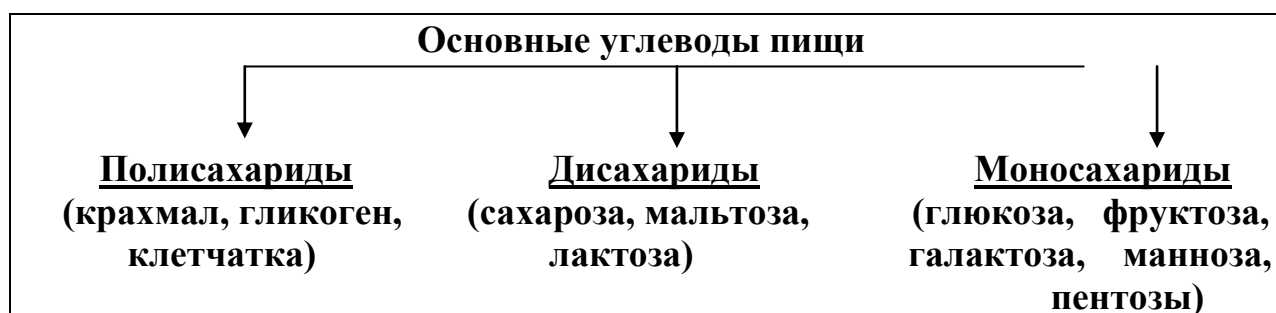 Основные углеводы пищи
Полисахариды
(крахмал, гликоген,
клетчатка)
Дисахариды
(сахароза, мальтоза,
лактоза)
Моносахариды
(глюкоза, фруктоза,
галактоза, манноза,
пентозы)